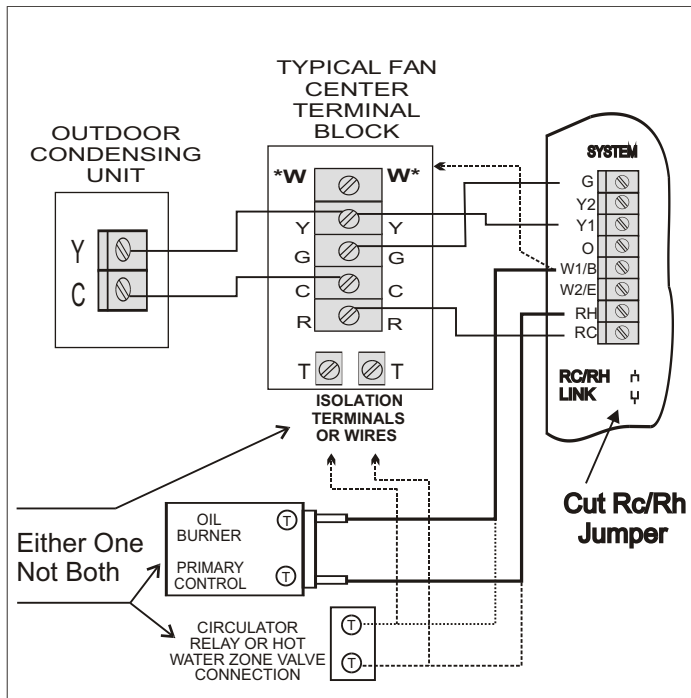 TYPICAL FAN
CENTER
TERMINAL
BLOCK
OUTDOOR
CONDENSING
UNIT
Y
C
*W W*
Y Y
G G
C C
R R
T T
ISOLATION
TERMINALS
OR WIRES
SYSTEM
G
Y2
Y1
O
W1/B
W2/E
RH
RC
RC/RH
LINK
Cut Rc/Rh
Jumper
Either One
Not Both
OIL
BURNER
T
PRIMARY
CONTROL
T
CIRCULATOR
RELAY OR HOT
WATER ZONE VALVE
CONNECTION
T
T